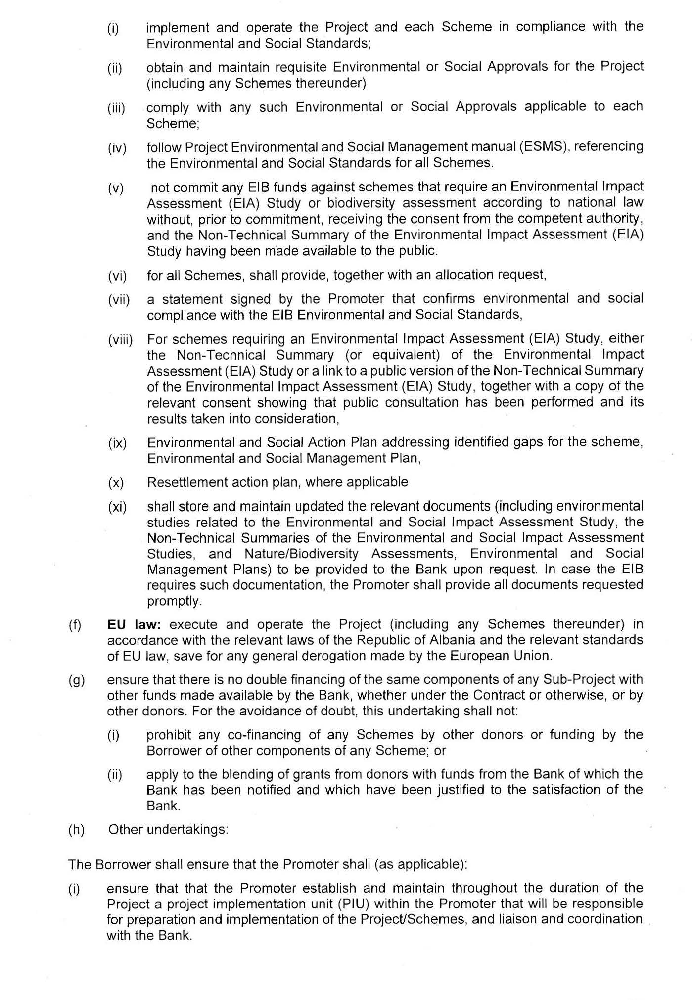 (i) implement and operate the Project and each Scheme in compliance with the
Environmental and Social Standards;
(ii) obtain and maintain requisite Environmental or Social Approvals for the Project
(including any Schemes thereunder)
(iii) comply with any such Environmental or Social Approvals applicable to each
Scheme;
(iv) follow Project Environmental and Social Management manual (ESMS), referencing
the Environmental and Social Standards for all Schemes.
(v) not commit any EIB funds against schemes that require an Environmental Impact
Assessment (EIA) Study or biodiversity assessment according to national law
without, prior to commitment, receiving the consent from the competent authority,
and the Non-Technical Summary of the Environmental Impact Assessment (EIA)
Study having been made available to the public.
(vi) for all Schemes, shall provide, together with an allocation request,
(vii) a statement signed by the Promoter that confirms environmental and social
compliance with the EIB Environmental and Social Standards,
(viii) For schemes requiring an Environmental Impact Assessment (EIA) Study, either
the Non-Technical Summary (or equivalent) of the Environmental Impact
Assessment (EIA) Study or a link to a public version of the Non-Technical Summary
of the Environmental Impact Assessment (EIA) Study, together with a copy of the
relevant consent showing that public consultation has been performed and its
results taken into consideration,
(ix) Environmental and Social Action Plan addressing identified gaps for the scheme,
Environmental and Social Management Plan,
(x) Resettlement action plan, where applicable
(xi) shall store and maintain updated the relevant documents (including environmental
studies related to the Environmental and Social Impact Assessment Study, the
Non-Technical Summaries of the Environmental and Social Impact Assessment
Studies, and Nature/Biodiversity Assessments, Environmental and Social
Management Plans) to be provided to the Bank upon request. In case the EIB
requires such documentation, the Promoter shall provide all documents requested
promptly.
(f) EU law: execute and operate the Project (including any Schemes thereunder) in
accordance with the relevant laws of the Republic of Albania and the relevant standards
of EU law, save for any general derogation made by the European Union.
(g) ensure that there is no double financing of the same components of any Sub-Project with
other funds made available by the Bank, whether under the Contract or otherwise, or by
other donors. For the avoidance of doubt, this undertaking shall not:
(i) prohibit any co-financing of any Schemes by other donors or funding by the
Borrower of other components of any Scheme; or
(ii) apply to the blending of grants from donors with funds from the Bank of which the
Bank has been notified and which have been justified to the satisfaction of the
Bank.
(h) Other undertakings:
The Borrower shall ensure that the Promoter shall (as applicable):
(i) ensure that that the Promoter establish and maintain throughout the duration of the
Project a project implementation unit (PIU) within the Promoter that will be responsible
for preparation and implementation of the Project/Schemes, and liaison and coordination
with the Bank.